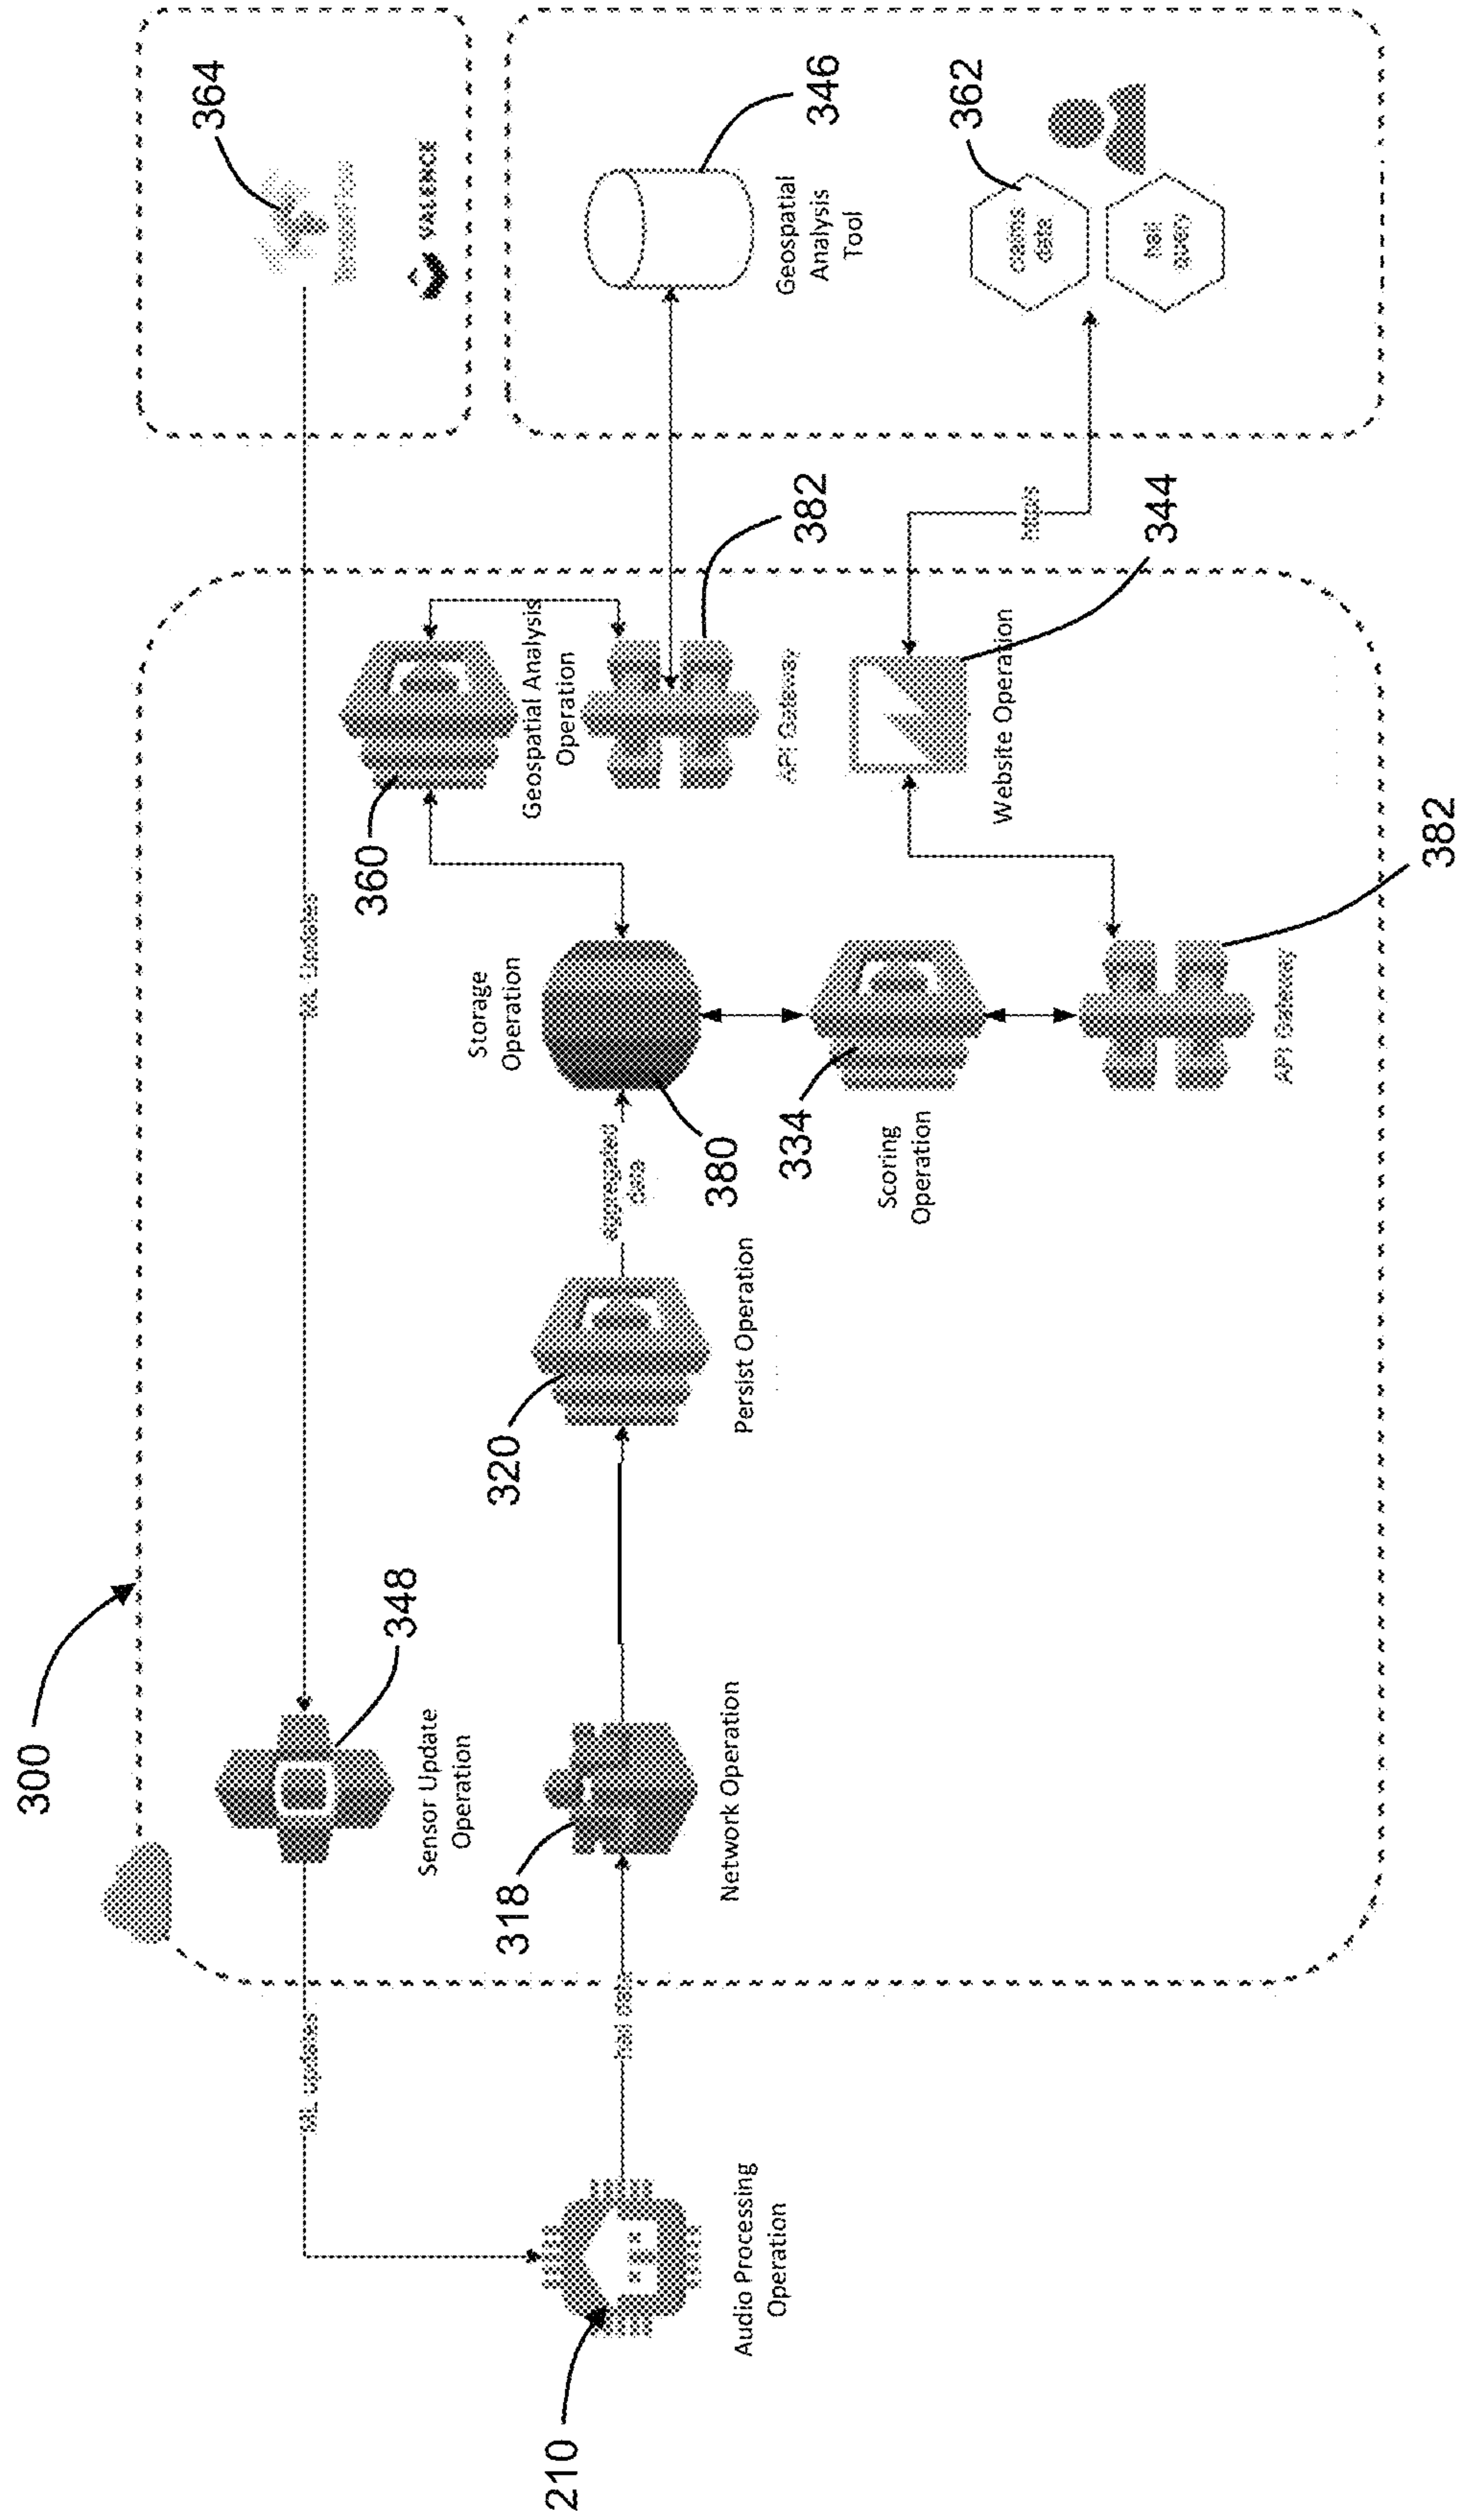 300
364
ML Updates
VALENCE
348
Sensor Update
Operation
ML updates
360
Geospatial Analysis
Operation
346
Geospatial
Analysis
Tool
382
API Gateway
Storage
Operation
380
aggregated
data
320
Persist Operation
318
Network Operation
hail data
210
Audio Processing
Operation
334
Scoring
Operation
362
claims
data
hail
query
https
344
Website Operation
382
API Gateway